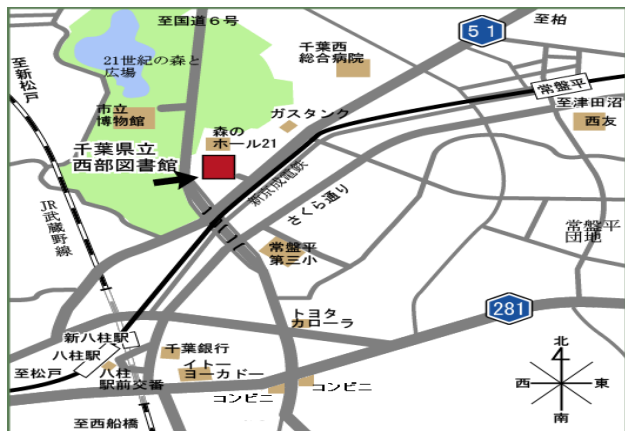 至国道６号
至柏
51
21世紀の森と
広場
千葉西
総合病院
至新松戸
常盤平
至津田沼
西友
市立
博物館
ガスタンク
森の
ホール21
千葉県立
西部図書館
新京成電鉄
さくら通り
JR武蔵野線
常盤平
団地
常盤平
第三小
トヨタ
カローラ
281
新八柱駅
八柱駅
千葉銀行
イトー
ヨーカドー
至松戸
八柱
駅前交番
コンビニ
コンビニ
至西船橋
北
西
東
南